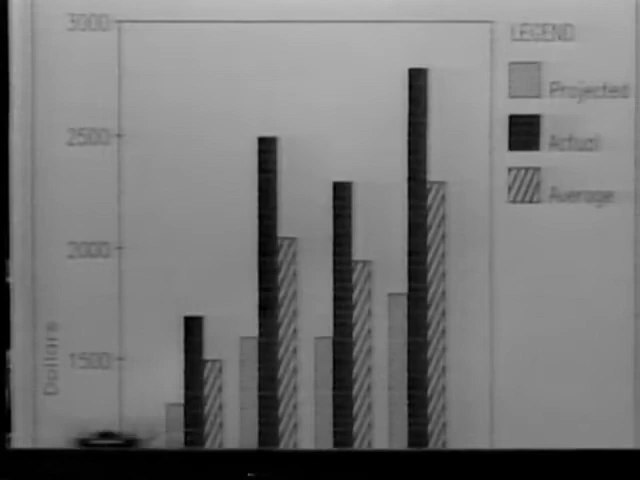 3000
LEGEND
Projected
2500
Actual
Average
2000
1500
Dollars